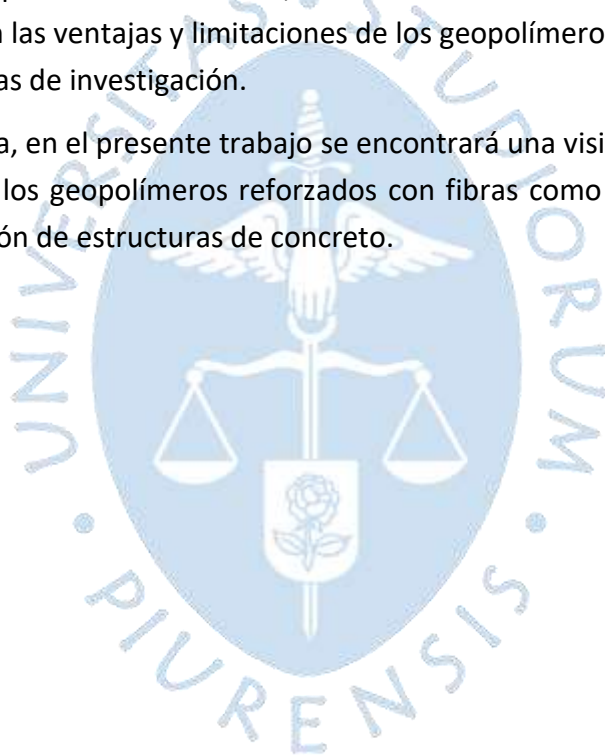 las ventajas y limitaciones de los geopolímero
as de investigación.
a, en el presente trabajo se encontrará una visi
los geopolímeros reforzados con fibras como
ón de estructuras de concreto.
UNIVERSITAS STUDIORUM
• PIURENSIS •